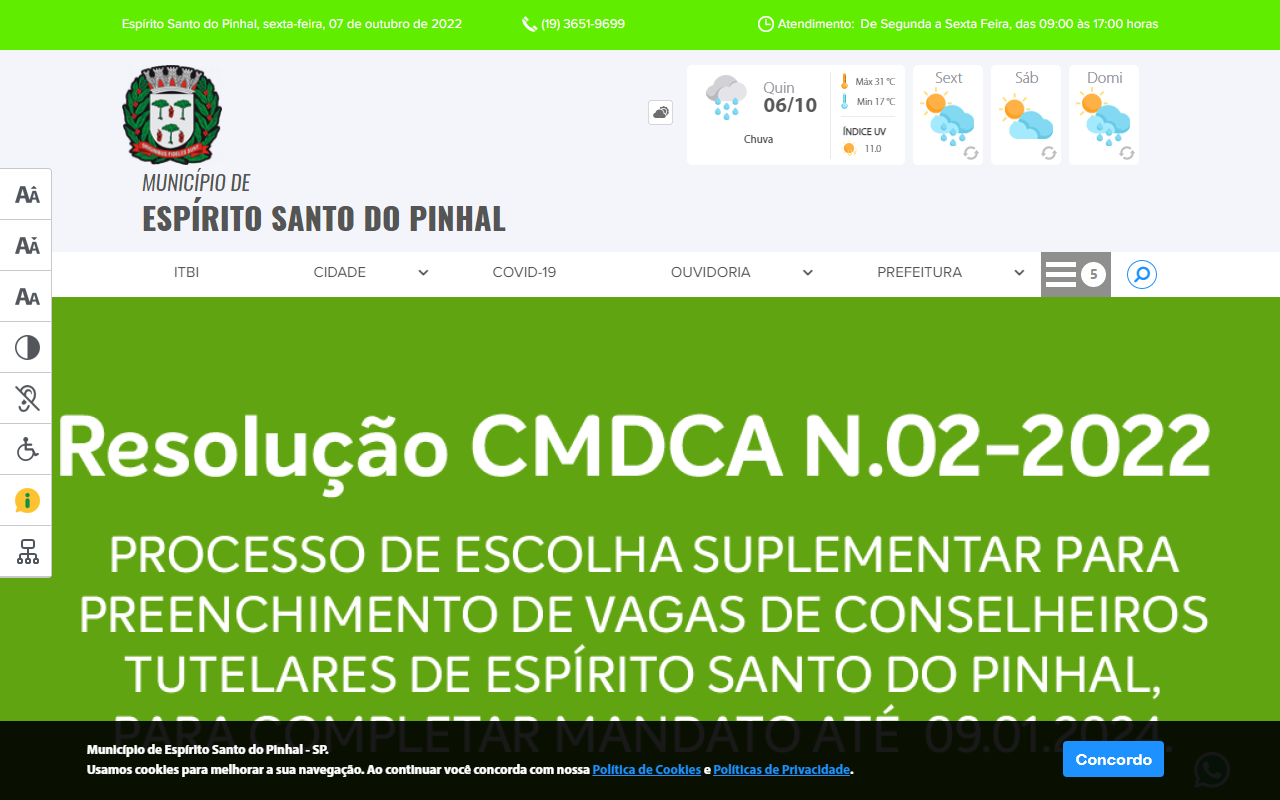 Espírito Santo do Pinhal, sexta-feira, 07 de outubro de 2022
(19) 3651-9699
Atendimento: De Segunda a Sexta Feira, das 09:00 às 17:00 horas
MUNICÍPIO DE
ESPÍRITO SANTO DO PINHAL
Quin
06/10
Chuva
Máx 31 ºC
Min 17 ºC
ÍNDICE UV
11.0
Sext
Sáb
Domi
ITBI
CIDADE
COVID-19
OUVIDORIA
PREFEITURA
5
Resolução CMDCA N.02-2022
PROCESSO DE ESCOLHA SUPLEMENTAR PARA
PREENCHIMENTO DE VAGAS DE CONSELHEIROS
TUTELARES DE ESPÍRITO SANTO DO PINHAL,
PARA COMPLETAR MANDATO ATÉ 09.01.2024.
Município de Espírito Santo do Pinhal - SP.
Usamos cookies para melhorar a sua navegação. Ao continuar você concorda com nossa Política de Cookies e Políticas de Privacidade.
Concordo